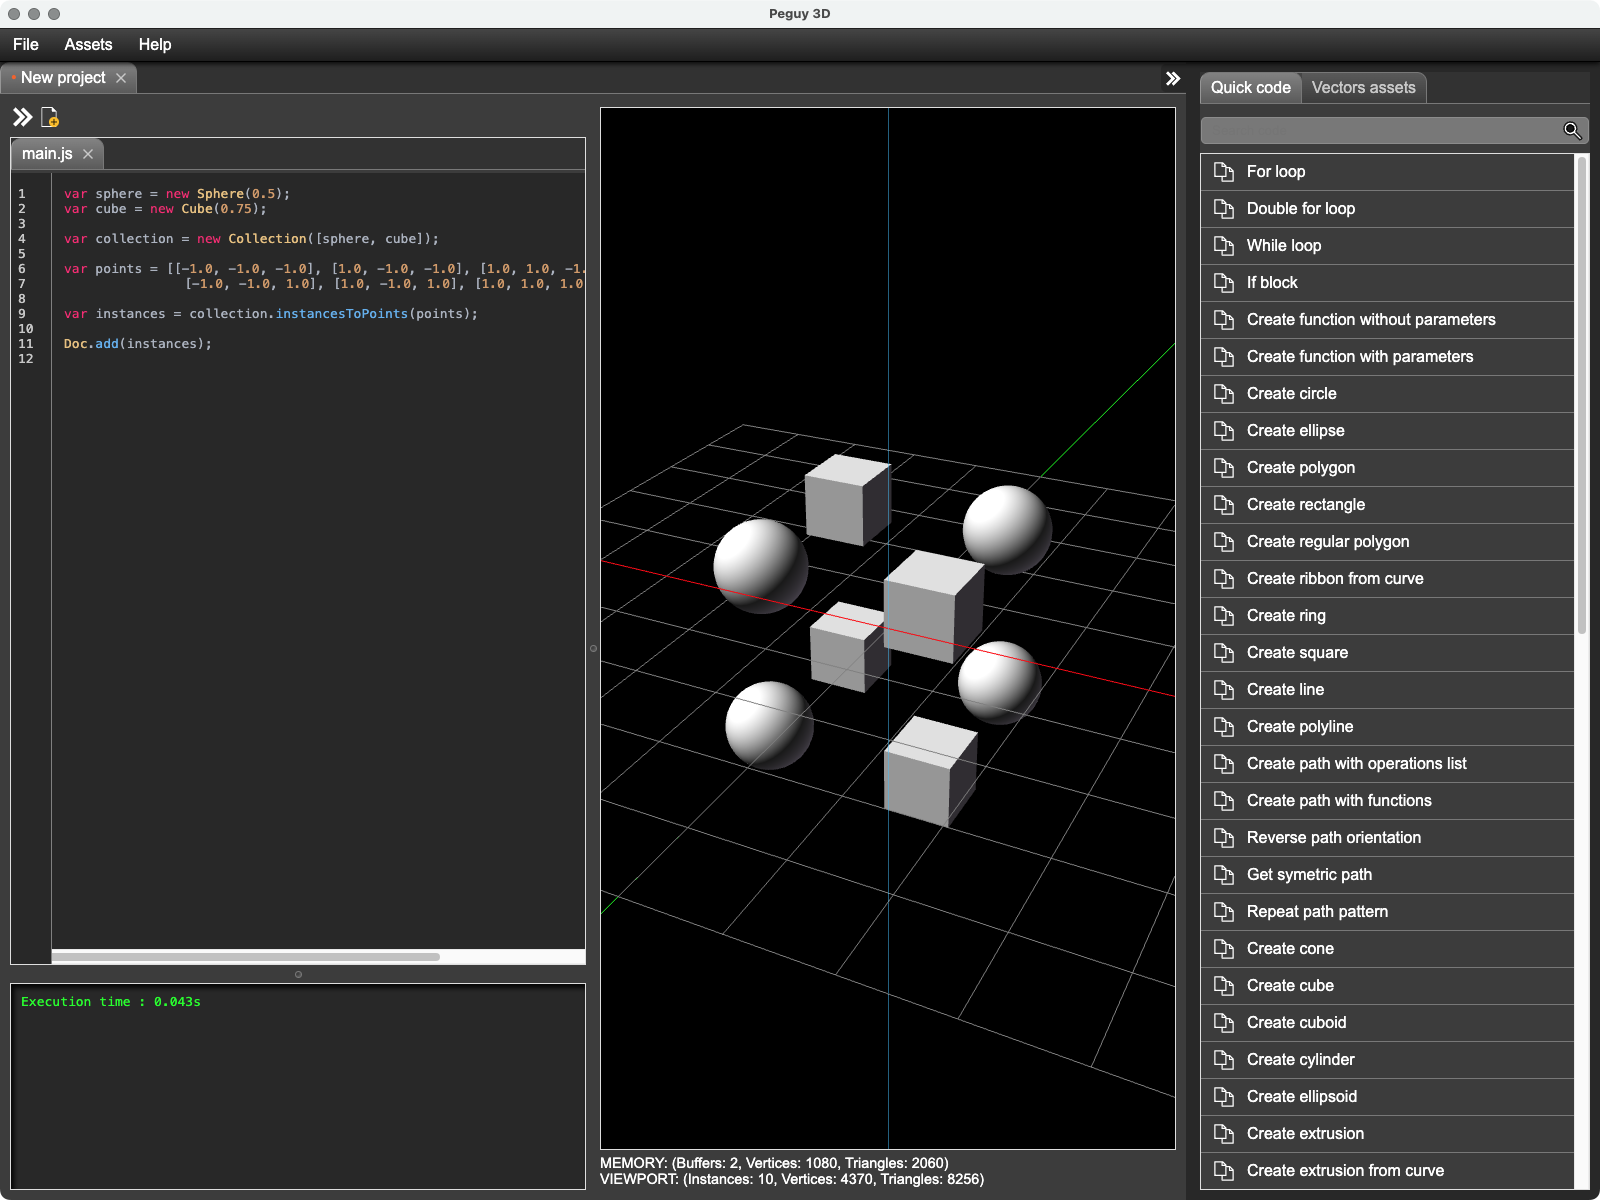 Peguy 3D
File Assets Help
• New project ×
main.js ×
1 var sphere = new Sphere(0.5);
2 var cube = new Cube(0.75);
3
4 var collection = new Collection([sphere, cube]);
5
6 var points = [[-1.0, -1.0, -1.0], [1.0, -1.0, -1.0], [1.0, 1.0, -1.
7 [-1.0, -1.0, 1.0], [1.0, -1.0, 1.0], [1.0, 1.0, 1.0
8
9 var instances = collection.instancesToPoints(points);
10
11 Doc.add(instances);
12
Execution time : 0.043s
MEMORY: (Buffers: 2, Vertices: 1080, Triangles: 2060)
VIEWPORT: (Instances: 10, Vertices: 4370, Triangles: 8256)
Quick code Vectors assets
For loop
Double for loop
While loop
If block
Create function without parameters
Create function with parameters
Create circle
Create ellipse
Create polygon
Create rectangle
Create regular polygon
Create ribbon from curve
Create ring
Create square
Create line
Create polyline
Create path with operations list
Create path with functions
Reverse path orientation
Get symetric path
Repeat path pattern
Create cone
Create cube
Create cuboid
Create cylinder
Create ellipsoid
Create extrusion
Create extrusion from curve